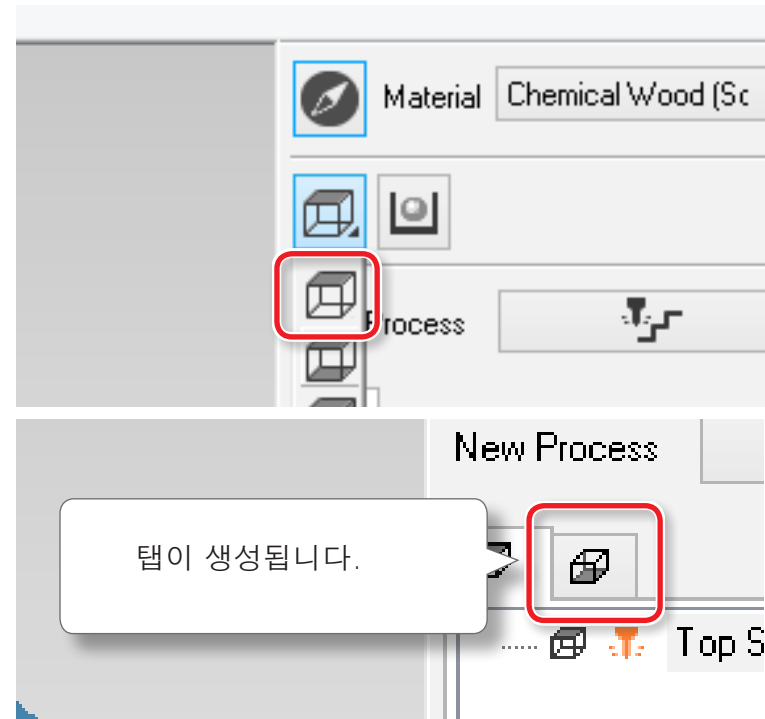 Material Chemical Wood (Sc
Process
New Process
탭이 생성됩니다.
Top S